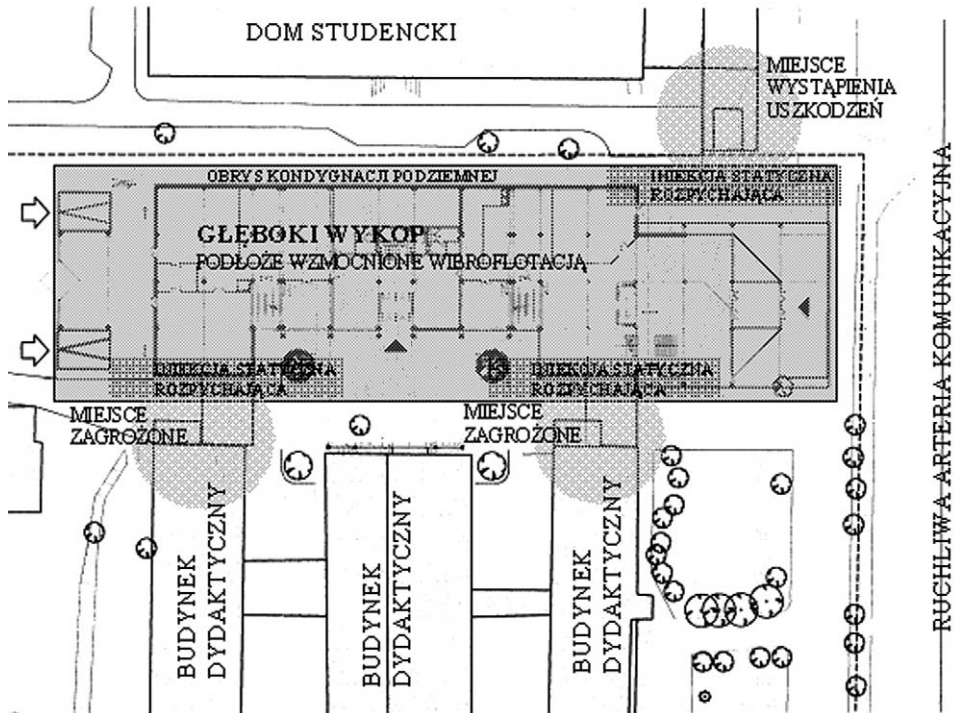 DOM STUDENCKI
MIEJSCE
WYSTĄPIENIA
USZKODZEŃ
OBRYS KONDYGNACJI PODZIEMNEJ
INIEKCJA STATYCZNA
ROZPYCHAJĄCA
GŁĘBOKI WYKOP
PODŁOŻE WZMOCNIONE WIBROFLOTACJĄ
INIEKCJA STATYCZNA
ROZPYCHAJĄCA
INIEKCJA STATYCZNA
ROZPYCHAJĄCA
MIEJSCE
ZAGROŻONE
MIEJSCE
ZAGROŻONE
BUDYNEK
DYDAKTYCZNY
BUDYNEK
DYDAKTYCZNY
BUDYNEK
DYDAKTYCZNY
RUCHLIWA ARTERIA KOMUNIKACYJNA